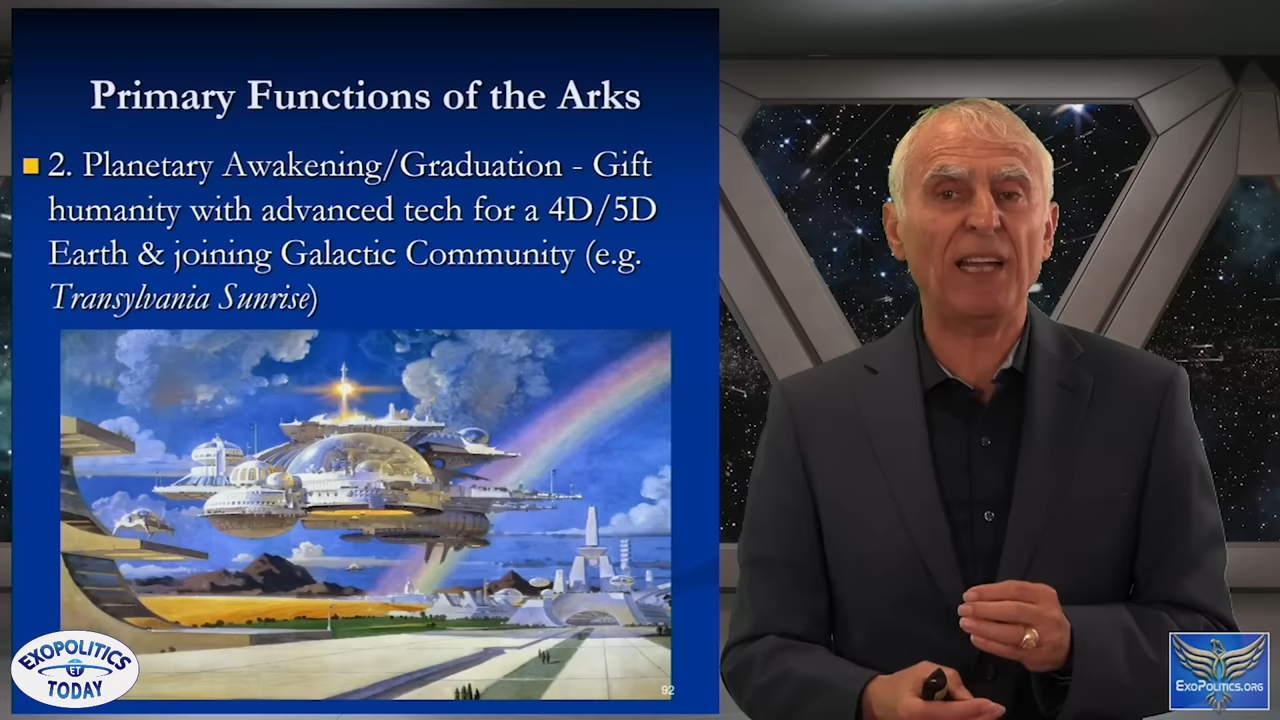 Primary Functions of the Arks
2. Planetary Awakening/Graduation - Gift
humanity with advanced tech for a 4D/5D
Earth & joining Galactic Community (e.g.
Transylvania Sunrise)
92
EXOPOLITICS
ET
TODAY
EXOPOLITICS.ORG